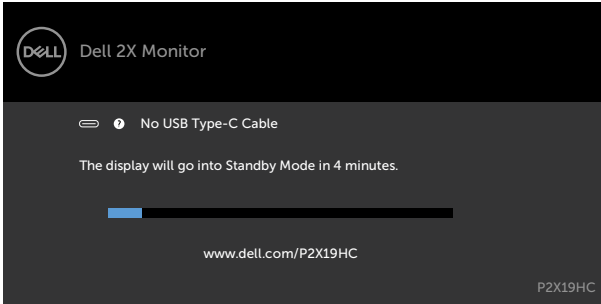 DELL
Dell 2X Monitor
? No USB Type-C Cable
The display will go into Standby Mode in 4 minutes.
www.dell.com/P2X19HC
P2X19HC